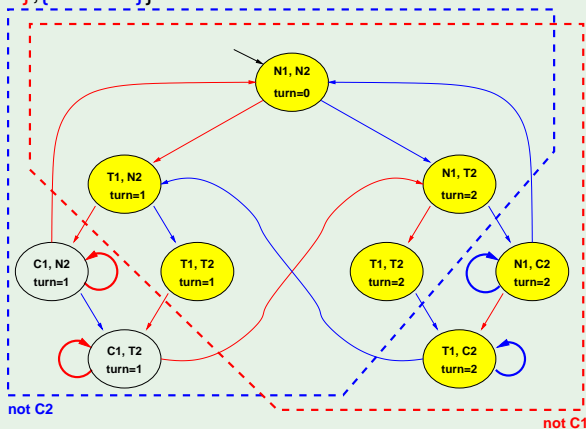 N1, N2
turn=0
T1, N2
turn=1
N1, T2
turn=2
C1, N2
turn=1
T1, T2
turn=1
T1, T2
turn=2
N1, C2
turn=2
C1, T2
turn=1
T1, C2
turn=2
not C2
not C1